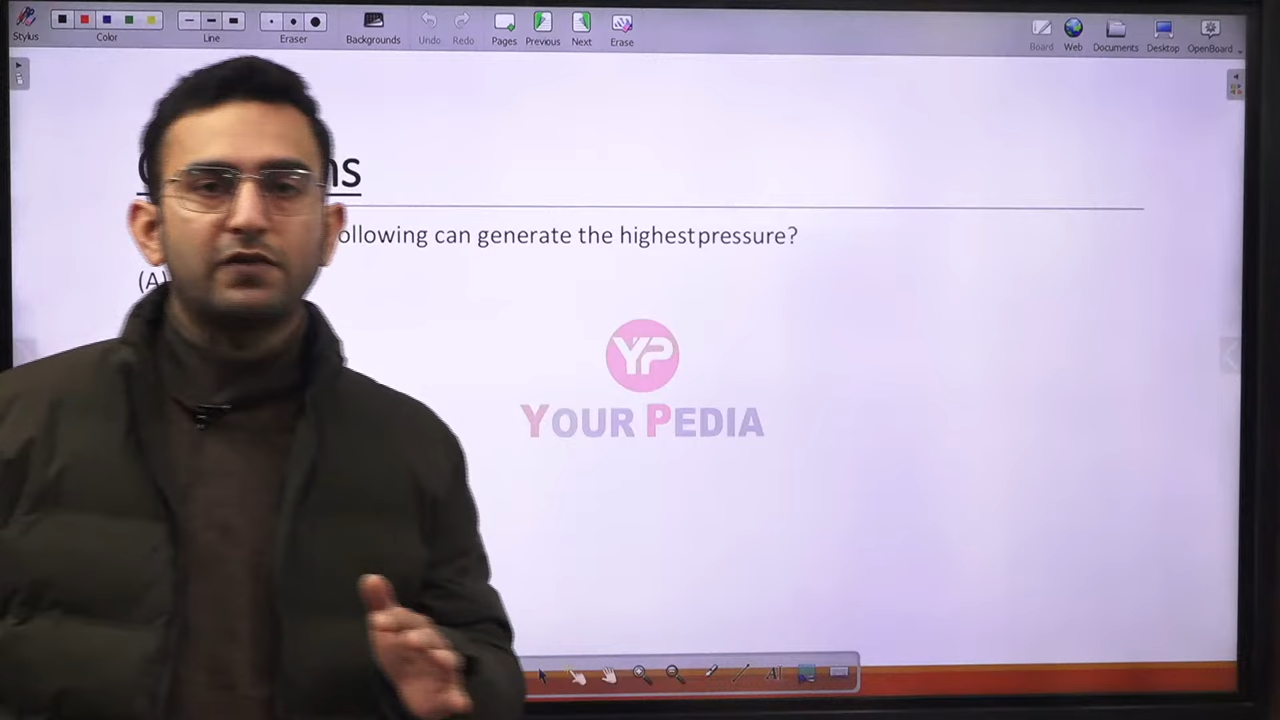 Stylus
Color
Line
Eraser
Backgrounds
Undo
Redo
Pages
Previous
Next
Erase
Board
Web
Documents
Desktop
OpenBoard
ns
ollowing can generate the highest pressure?
(A)
YP
YOUR PEDIA
AI